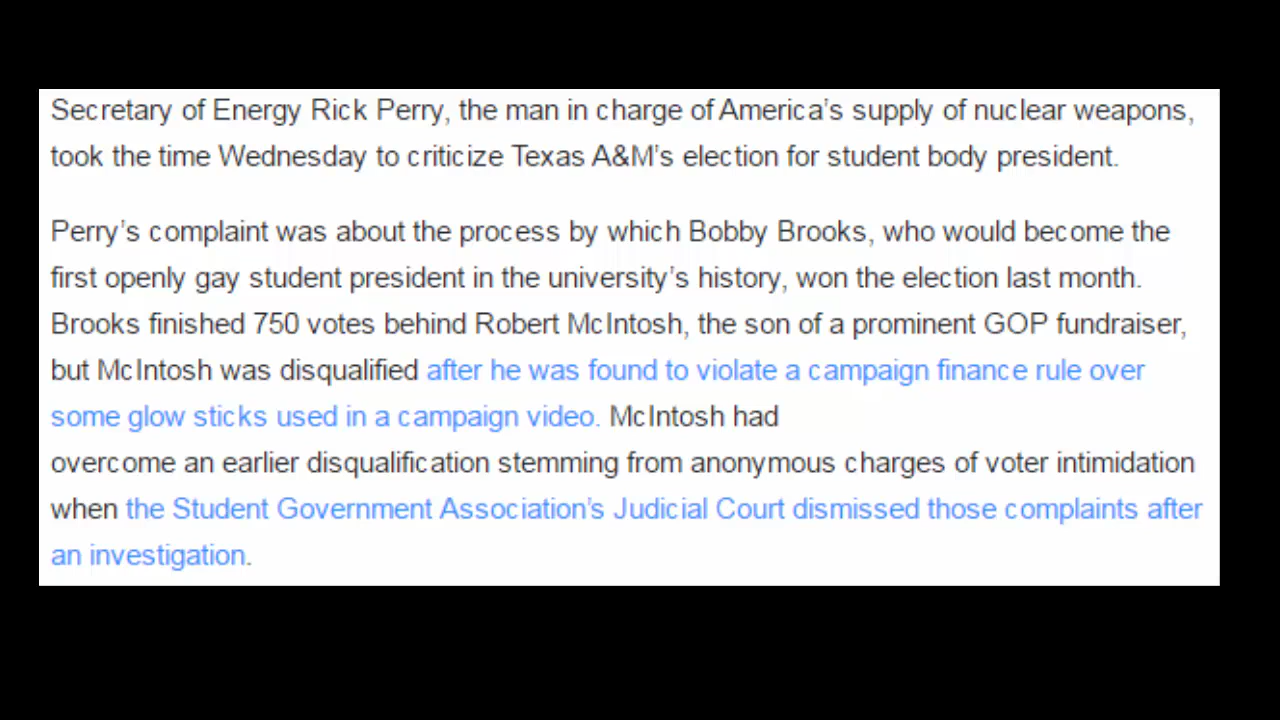 Secretary of Energy Rick Perry, the man in charge of America’s supply of nuclear weapons,
took the time Wednesday to criticize Texas A&M’s election for student body president.
Perry’s complaint was about the process by which Bobby Brooks, who would become the
first openly gay student president in the university’s history, won the election last month.
Brooks finished 750 votes behind Robert McIntosh, the son of a prominent GOP fundraiser,
but McIntosh was disqualified after he was found to violate a campaign finance rule over
some glow sticks used in a campaign video. McIntosh had
overcome an earlier disqualification stemming from anonymous charges of voter intimidation
when the Student Government Association’s Judicial Court dismissed those complaints after
an investigation.